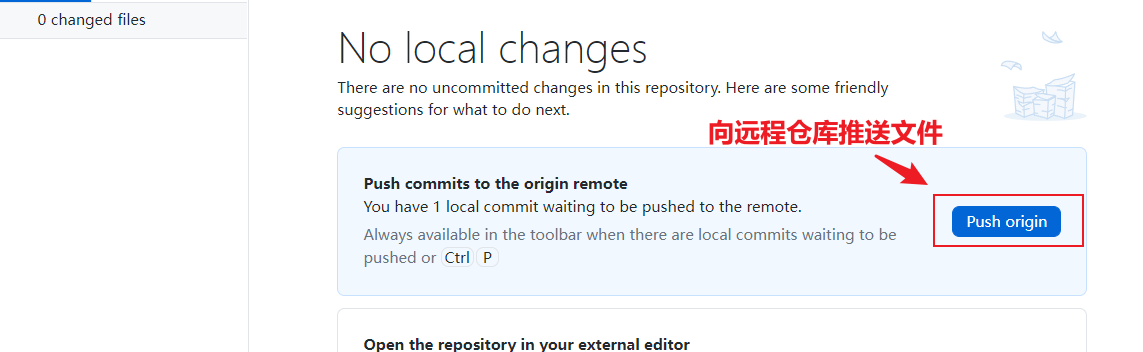 0 changed files
No local changes
There are no uncommitted changes in this repository. Here are some friendly
suggestions for what to do next.
向远程仓库推送文件
Push commits to the origin remote
You have 1 local commit waiting to be pushed to the remote.
Push origin
Always available in the toolbar when there are local commits waiting to be
pushed or Ctrl P
Open the repository in your external editor